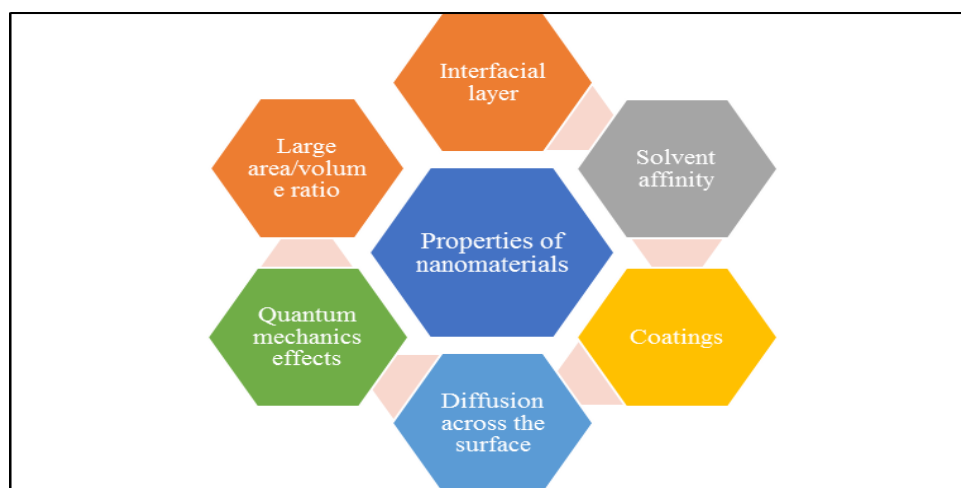 Interfacial
layer
Solvent
affinity
Coatings
Diffusion
across the
surface
Quantum
mechanics
effects
Large
area/volum
e ratio
Properties of
nanomaterials